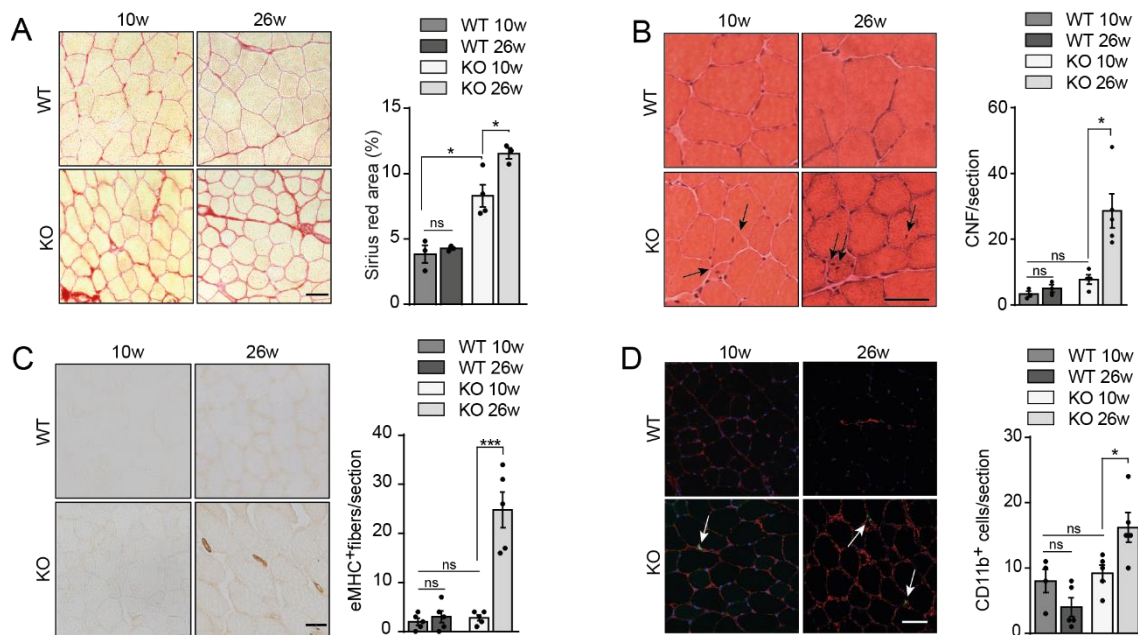 A
10w 26w
WT
KO
WT 10w
WT 26w
KO 10w
KO 26w
Sirius red area (%)
15
10
5
0
*
*
ns
B
10w 26w
WT
KO
WT 10w
WT 26w
KO 10w
KO 26w
CNF/section
60
40
20
0
*
ns
ns
C
10w 26w
WT
KO
WT 10w
WT 26w
KO 10w
KO 26w
eMHC⁺fibers/section
40
30
20
10
0
***
ns
ns
D
10w 26w
WT
KO
WT 10w
WT 26w
KO 10w
KO 26w
CD11b⁺ cells/section
30
20
10
0
*
ns
ns